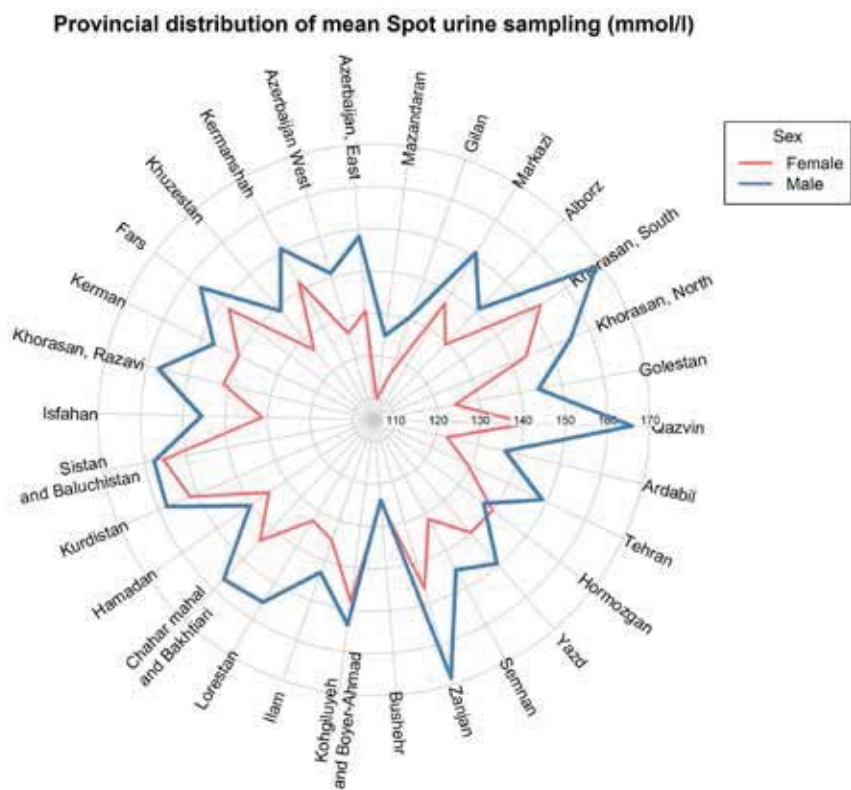 Provincial distribution of mean Spot urine sampling (mmol/l)
Sex
Female
Male
Azerbaijan, East
Mazandaran
Gilan
Markazi
Alborz
Khorasan, South
Khorasan, North
Golestan
Qazvin
Ardabil
Tehran
Hormozgan
Yazd
Semnan
Zanjan
Bushehr
Kohgiluyeh
and Boyer-Ahmad
Ilam
Lorestan
Chahar mahal
and Bakhtiari
Hamadan
Kurdistan
Sistan
and Baluchistan
Isfahan
Khorasan, Razavi
Kerman
Fars
Khuzestan
Kermanshah
Azerbaijan West
110 120 130 140 150 160 170